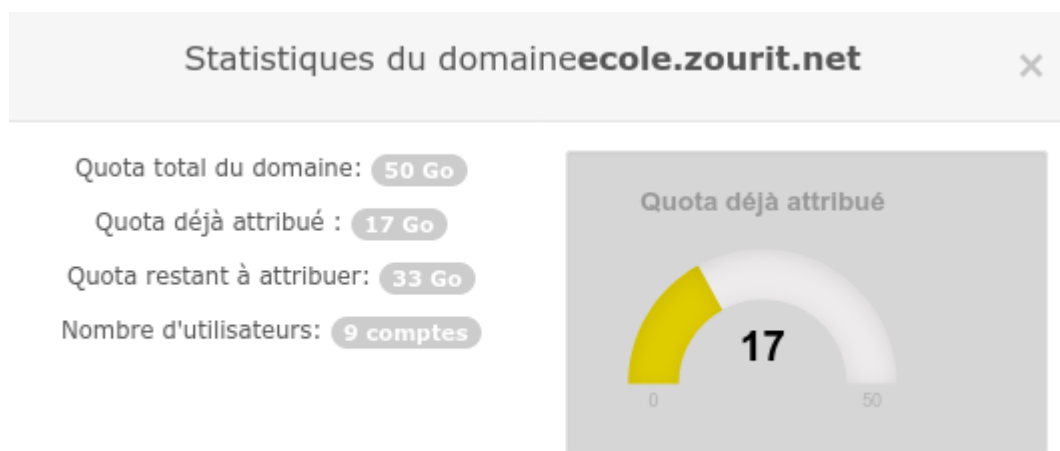 Statistiques du domaineecole.zourit.net ×
Quota total du domaine: 50 Go
Quota déjà attribué : 17 Go
Quota restant à attribuer: 33 Go
Nombre d'utilisateurs: 9 comptes
Quota déjà attribué
17
0 50